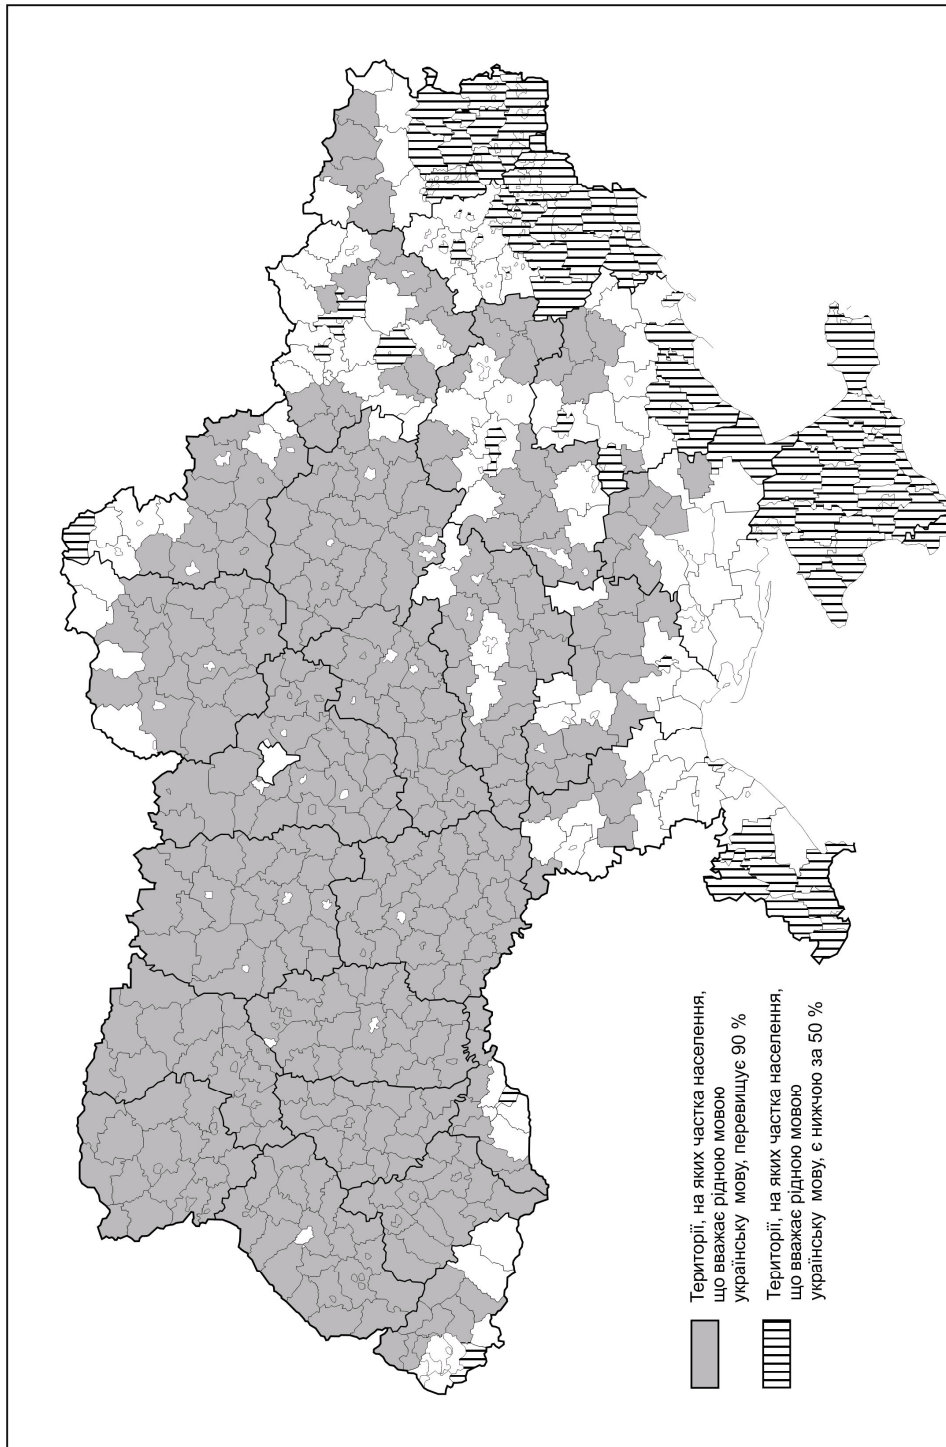 Території, на яких частка населення,
що вважає рідною мовою
українську мову, перевищує 90 %
Території, на яких частка населення,
що вважає рідною мовою
українську мову, є нижчою за 50 %